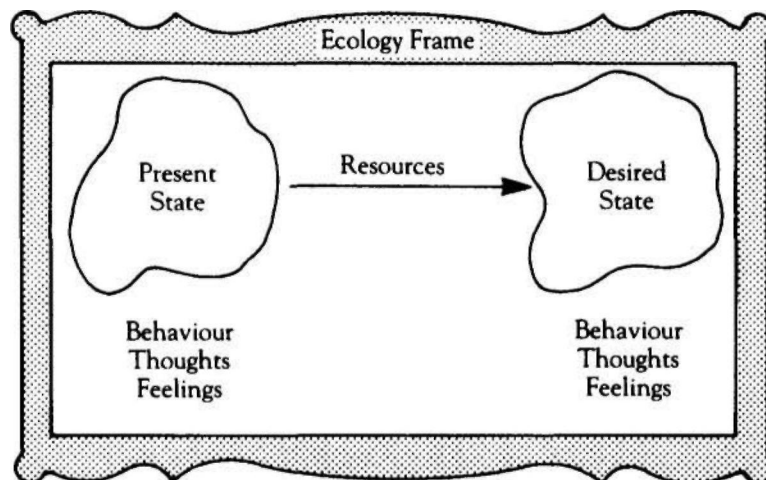 Ecology Frame
Present
State
Resources
Desired
State
Behaviour
Thoughts
Feelings
Behaviour
Thoughts
Feelings